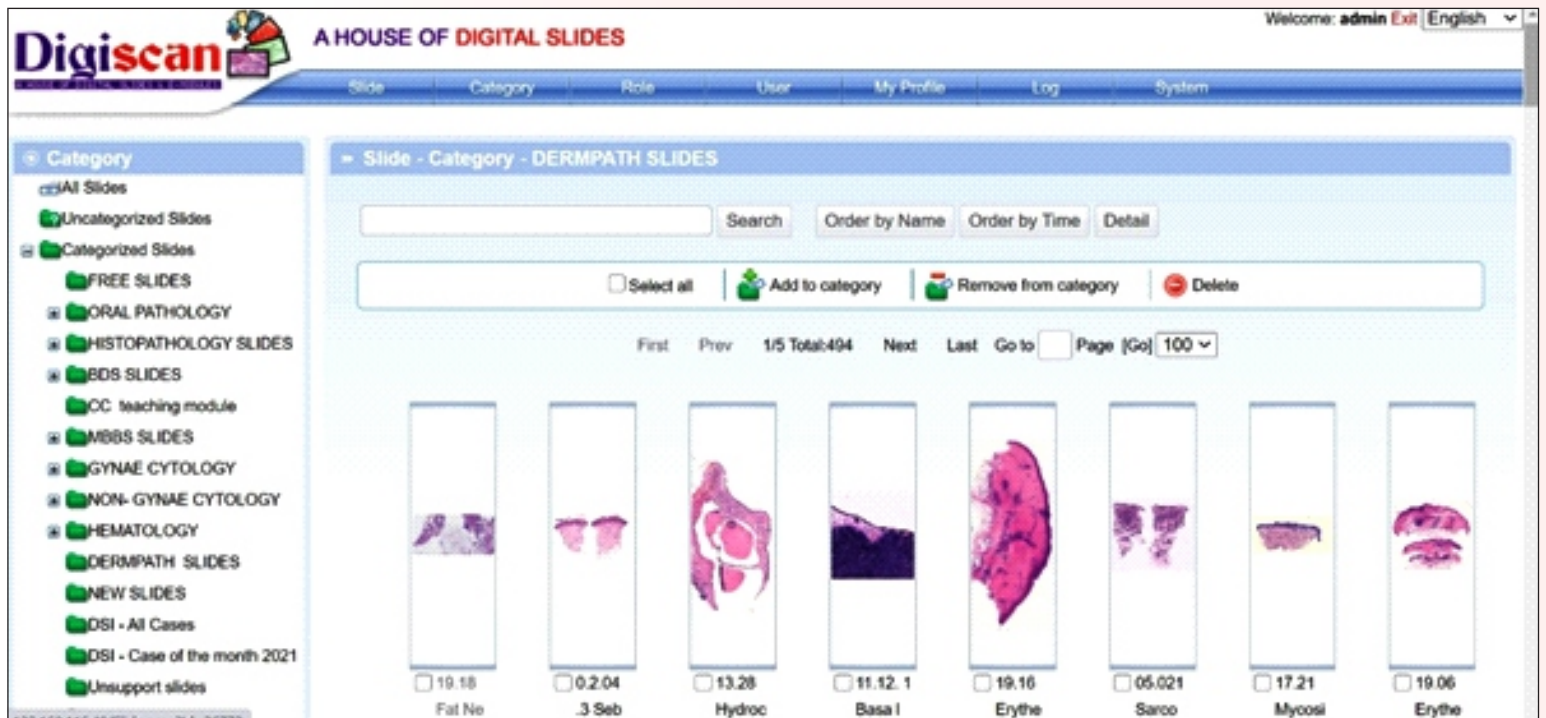 Welcome: admin Exit English
Digiscan
A HOUSE OF DIGITAL SLIDES
Slide Category Role User My Profile Log System
Category
All Slides
Uncategorized Slides
Categorized Slides
FREE SLIDES
ORAL PATHOLOGY
HISTOPATHOLOGY SLIDES
BDS SLIDES
CC teaching module
MBBS SLIDES
GYNAE CYTOLOGY
NON- GYNAE CYTOLOGY
HEMATOLOGY
DERMPATH SLIDES
NEW SLIDES
DSI - All Cases
DSI - Case of the month 2021
Unsupport slides
Slide - Category - DERMPATH SLIDES
Search Order by Name Order by Time Detail
Select all Add to category Remove from category Delete
First Prev 1/5 Total:494 Next Last Go to Page [Go] 100
19.18 0.2.04 13.28 11.12. 1 19.16 05.021 17.21 19.06
Fat Ne .3 Seb Hydroc Basa l Erythe Sarco Mycosi Erythe